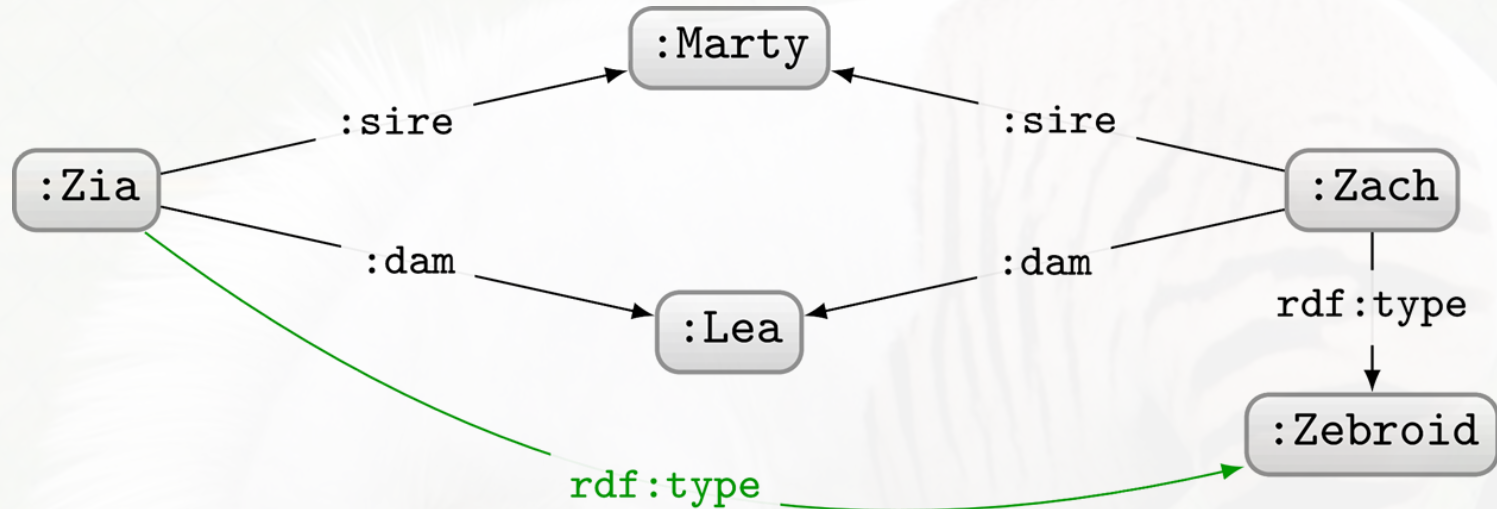 :Marty
:sire
:sire
:Zia
:Zach
:dam
:dam
rdf:type
:Lea
:Zebroid
rdf:type